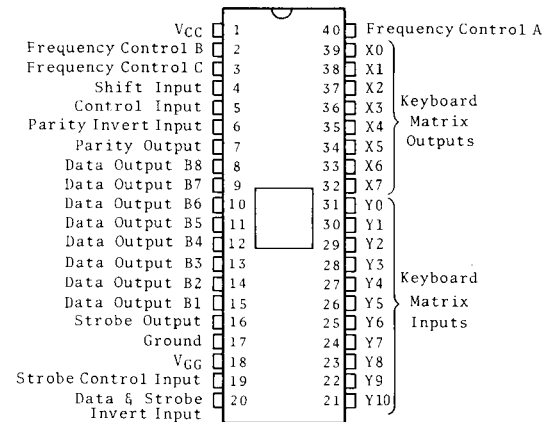 VCC 1 40 Frequency Control A
Frequency Control B 2 39 X0
Frequency Control C 3 38 X1
Shift Input 4 37 X2
Control Input 5 36 X3 Keyboard
Parity Invert Input 6 35 X4 Matrix
Parity Output 7 34 X5 Outputs
Data Output B8 8 33 X6
Data Output B7 9 32 X7
Data Output B6 10 31 Y0
Data Output B5 11 30 Y1
Data Output B4 12 29 Y2
Data Output B3 13 28 Y3
Data Output B2 14 27 Y4 Keyboard
Data Output B1 15 26 Y5 Matrix
Strobe Output 16 25 Y6 Inputs
Ground 17 24 Y7
VGG 18 23 Y8
Strobe Control Input 19 22 Y9
Data & Strobe 20 21 Y10
Invert Input